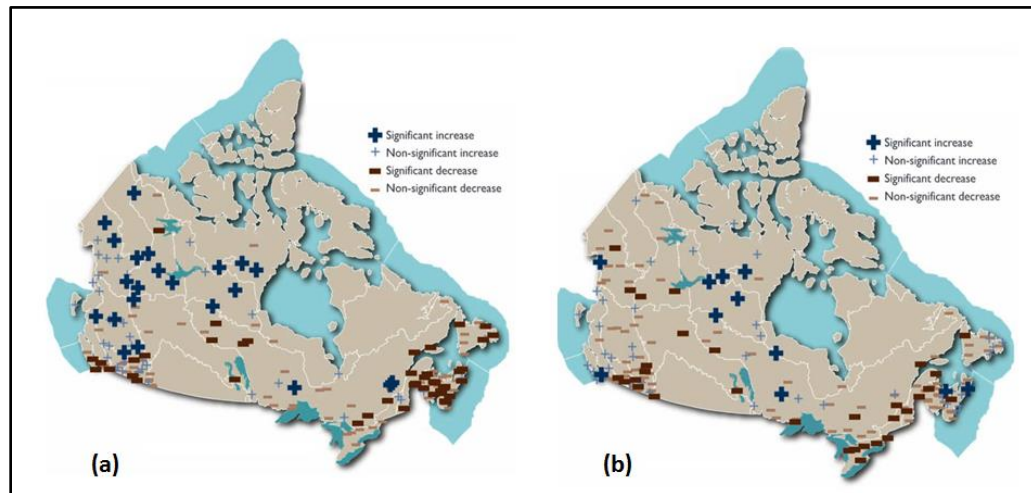 Significant increase
Non-significant increase
Significant decrease
Non-significant decrease
(a)
Significant increase
Non-significant increase
Significant decrease
Non-significant decrease
(b)